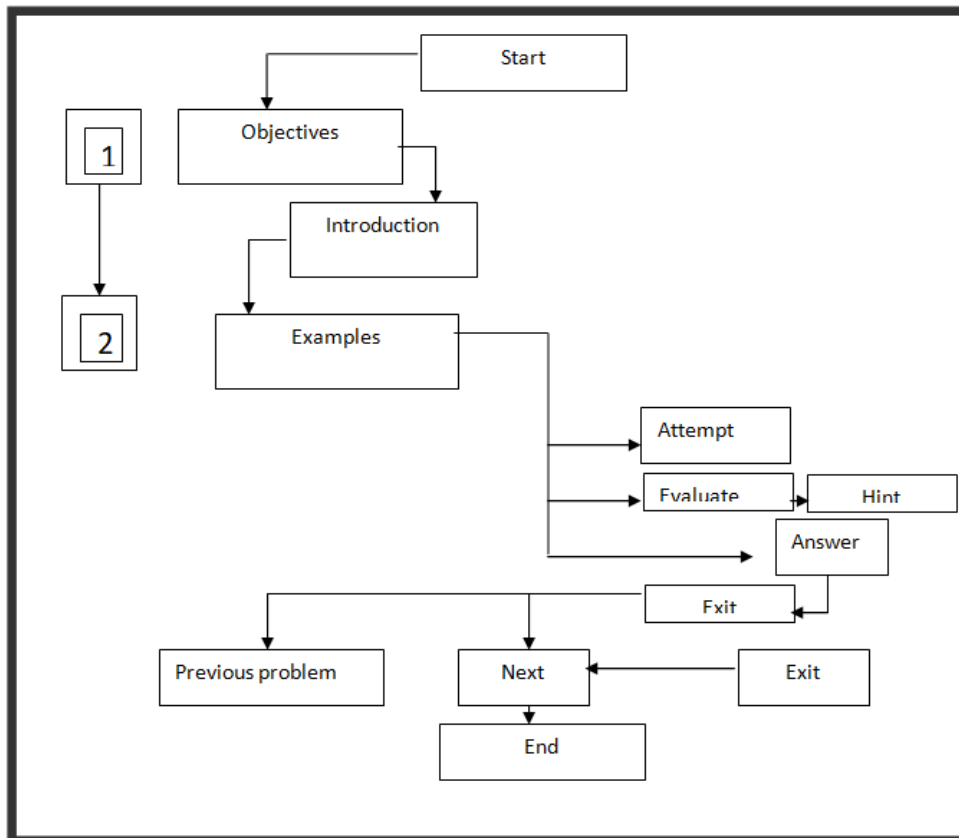 Start
Objectives
1
Introduction
Examples
2
Attempt
Evaluate
Hint
Answer
Exit
Previous problem
Next
Exit
End